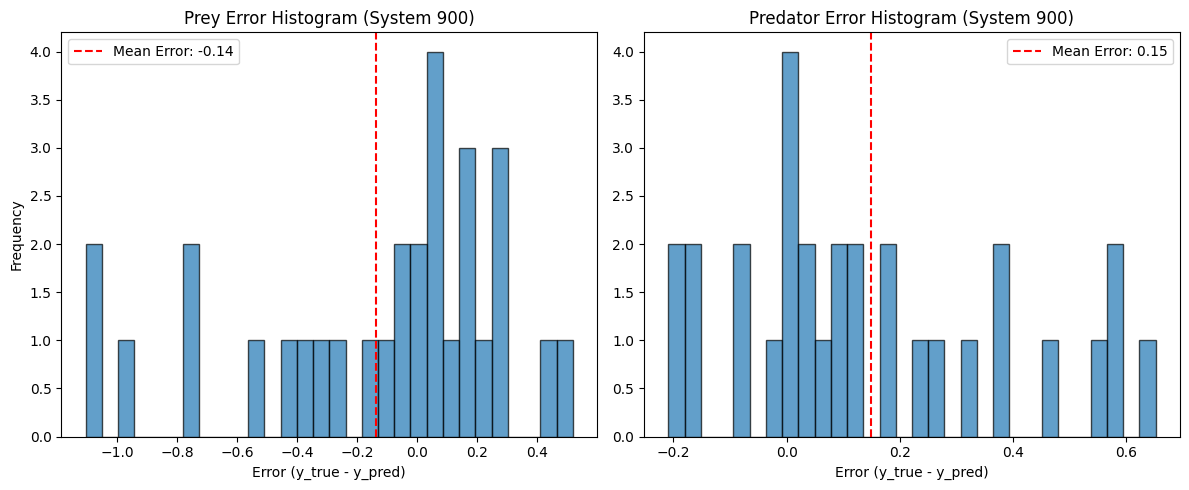 Prey Error Histogram (System 900)
Mean Error: -0.14
Frequency
4.0
3.5
3.0
2.5
2.0
1.5
1.0
0.5
0.0
−1.0 −0.8 −0.6 −0.4 −0.2 0.0 0.2 0.4
Error (y_true - y_pred)
Predator Error Histogram (System 900)
Mean Error: 0.15
4.0
3.5
3.0
2.5
2.0
1.5
1.0
0.5
0.0
−0.2 0.0 0.2 0.4 0.6
Error (y_true - y_pred)